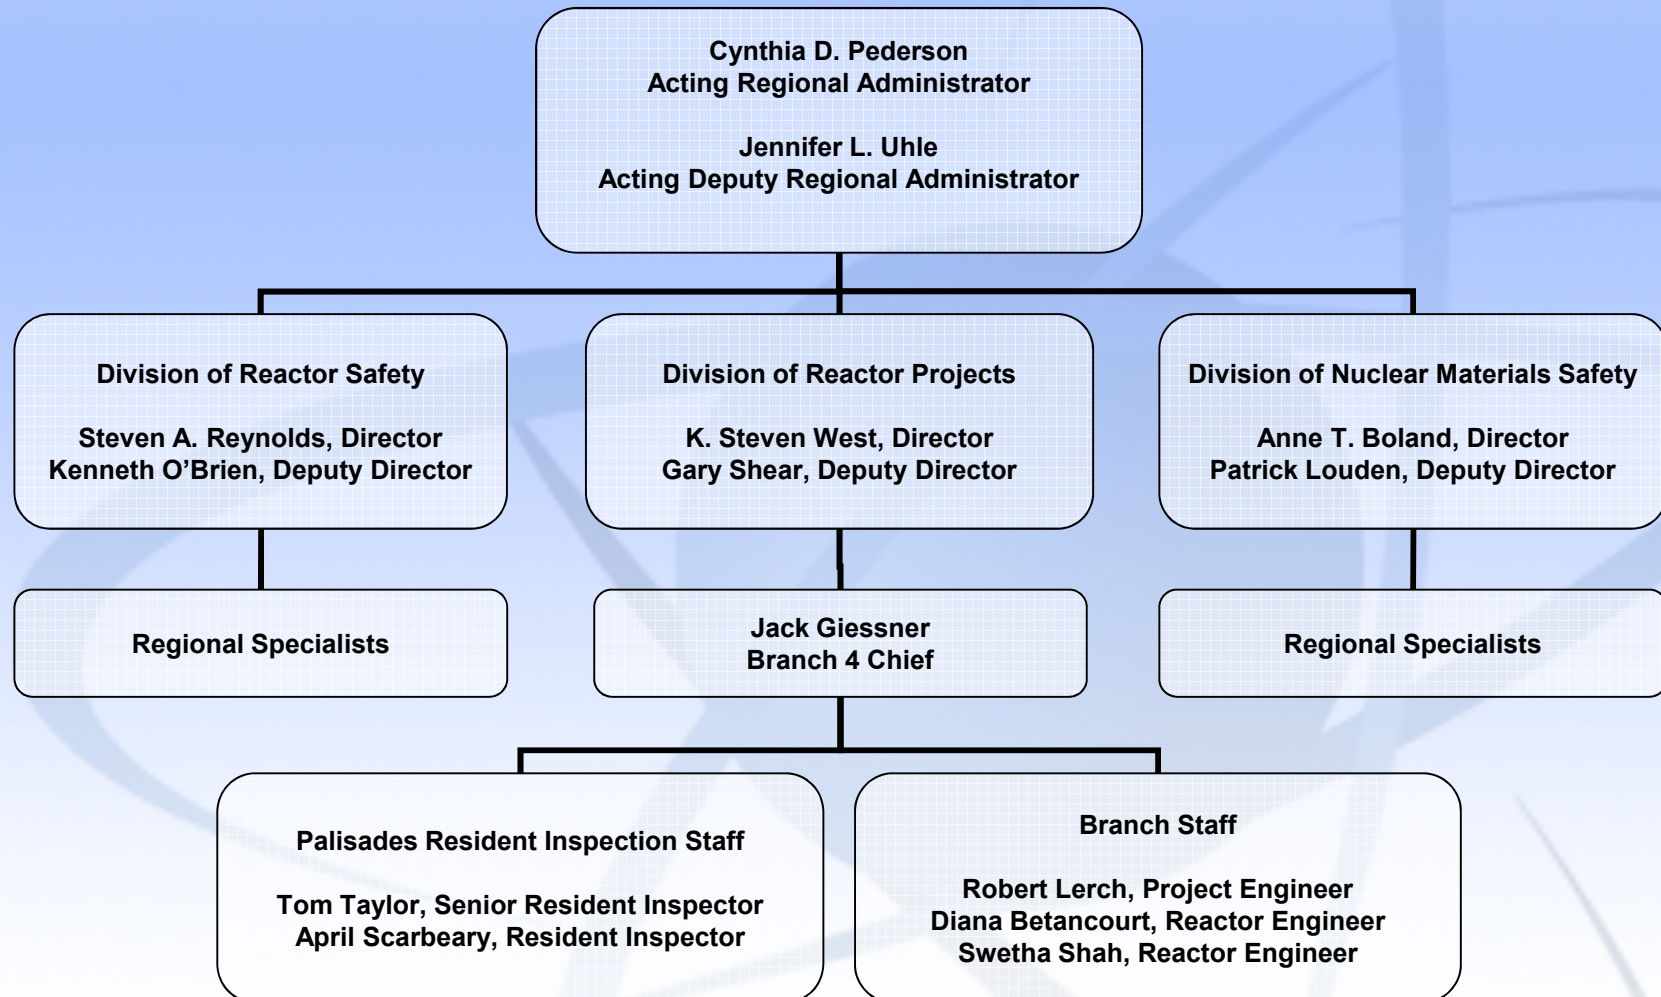 Cynthia D. Pederson
Acting Regional Administrator
Jennifer L. Uhle
Acting Deputy Regional Administrator
Division of Reactor Safety
Steven A. Reynolds, Director
Kenneth O’Brien, Deputy Director
Division of Reactor Projects
K. Steven West, Director
Gary Shear, Deputy Director
Division of Nuclear Materials Safety
Anne T. Boland, Director
Patrick Louden, Deputy Director
Regional Specialists
Jack Giessner
Branch 4 Chief
Regional Specialists
Palisades Resident Inspection Staff
Tom Taylor, Senior Resident Inspector
April Scarbeary, Resident Inspector
Branch Staff
Robert Lerch, Project Engineer
Diana Betancourt, Reactor Engineer
Swetha Shah, Reactor Engineer